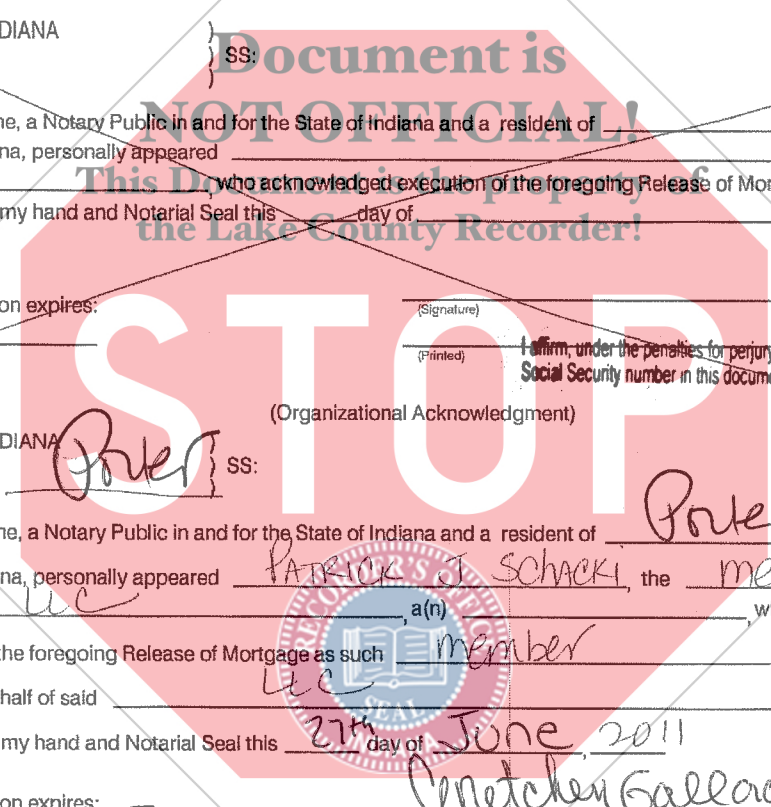 DIANA
SS:
Document is
NOT OFFICIAL!
ne, a Notary Public in and for the State of Indiana and a resident of
na, personally appeared
This Document is the property of
, who acknowledged execution of the foregoing Release of Mor
my hand and Notarial Seal this day of
the Lake County Recorder!
on expires:
(Signature)
STOP
(Printed)
I affirm, under the penalties for perjury
Social Security number in this docume
(Organizational Acknowledgment)
DIANA Porter SS:
ne, a Notary Public in and for the State of Indiana and a resident of Porte
na, personally appeared PATRICK J SCHACKI, the me
LLC , a(n) , w
the foregoing Release of Mortgage as such member
half of said LLC
my hand and Notarial Seal this 27th day of June, 2011
RECORDER'S OFFICE
SEAL
INDIANA
Gretchen Gallow
on expires: